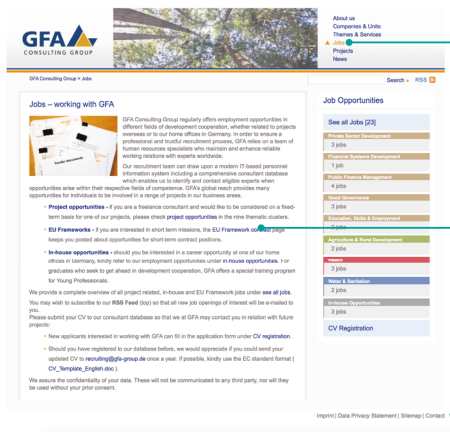 GFA
CONSULTING GROUP
About us
Companies & Units
Themes & Services
Jobs
Projects
News
GFA Consulting Group > Jobs
Search
RSS
Jobs – working with GFA
GFA Consulting Group regularly offers employment opportunities in
different fields of development cooperation, whether related to projects
overseas or to our home offices in Germany. In order to ensure a
professional and trustful recruitment process, GFA relies on a team of
human resources specialists who maintain and enhance reliable
working relations with experts worldwide.
Our recruitment team can draw upon a modern IT-based personnel
information system including a comprehensive consultant database
which enables us to identify and contact eligible experts when
opportunities arise within their respective fields of competence. GFA's global reach provides many
opportunities for individuals to be involved in a range of projects in our business areas.
Project opportunities - If you are a freelance consultant and would like to be considered on a fixed-
term basis for one of our projects, please check project opportunities in the nine thematic clusters.
EU Frameworks - If you are interested in short term missions, the EU Framework page
keeps you posted about opportunities for short-term contract positions.
In-house opportunities - should you be interested in a career opportunity at one of our home
offices in Germany, kindly refer to our employment opportunities under in-house opportunities. For
graduates who seek to get ahead in development cooperation, GFA offers a special training program
for Young Professionals.
We provide a complete overview of all project related, in-house and EU Framework jobs under see all jobs.
You may wish to subscribe to our RSS Feed (top) so that all new job openings of interest will be e-mailed to
you.
Please submit your CV to our consultant database so that we at GFA may contact you in relation with future
projects:
New applicants interested in working with GFA can fill in the application form under CV registration.
Should you have registered to our database before, we would appreciate if you could send your
updated CV to recruiting@gfa-group.de once a year. If possible, kindly use the EC standard format (
CV_Template_English.doc ).
We assure the confidentiality of your data. These will not be communicated to any third party, nor will they
be used without your prior consent.
Job Opportunities
See all Jobs [23]
Private Sector Development
3 jobs
Financial Systems Development
1 job
Public Finance Management
4 jobs
Good Governance
3 jobs
Education, Skills & Employment
jobs
Agriculture & Rural Development
2 jobs
Health
3 jobs
Water & Sanitation
2 jobs
In-house Opportunities
3 jobs
CV Registration
Imprint | Data Privacy Statement | Sitemap | Contact